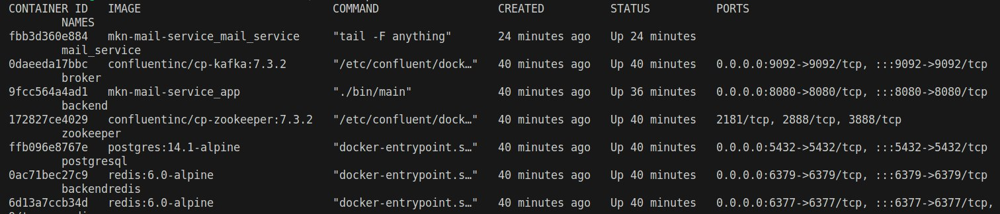 CONTAINER ID   IMAGE                            COMMAND                  CREATED          STATUS          PORTS
        NAMES
fbb3d360e884   mkn-mail-service_mail_service    "tail -F anything"       24 minutes ago   Up 24 minutes
        mail_service
0daeeda17bbc   confluentinc/cp-kafka:7.3.2      "/etc/confluent/dock…"   40 minutes ago   Up 40 minutes   0.0.0.0:9092->9092/tcp, :::9092->9092/tcp
        broker
9fcc564a4ad1   mkn-mail-service_app             "./bin/main"             40 minutes ago   Up 36 minutes   0.0.0.0:8080->8080/tcp, :::8080->8080/tcp
        backend
172827ce4029   confluentinc/cp-zookeeper:7.3.2   "/etc/confluent/dock…"   40 minutes ago   Up 40 minutes   2181/tcp, 2888/tcp, 3888/tcp
        zookeeper
ffb096e8767e   postgres:14.1-alpine             "docker-entrypoint.s…"   40 minutes ago   Up 40 minutes   0.0.0.0:5432->5432/tcp, :::5432->5432/tcp
        postgresql
0ac71bec27c9   redis:6.0-alpine                 "docker-entrypoint.s…"   40 minutes ago   Up 40 minutes   0.0.0.0:6379->6379/tcp, :::6379->6379/tcp
        backendredis
6d13a7ccb34d   redis:6.0-alpine                 "docker-entrypoint.s…"   40 minutes ago   Up 40 minutes   0.0.0.0:6377->6377/tcp, :::6377->6377/tcp,